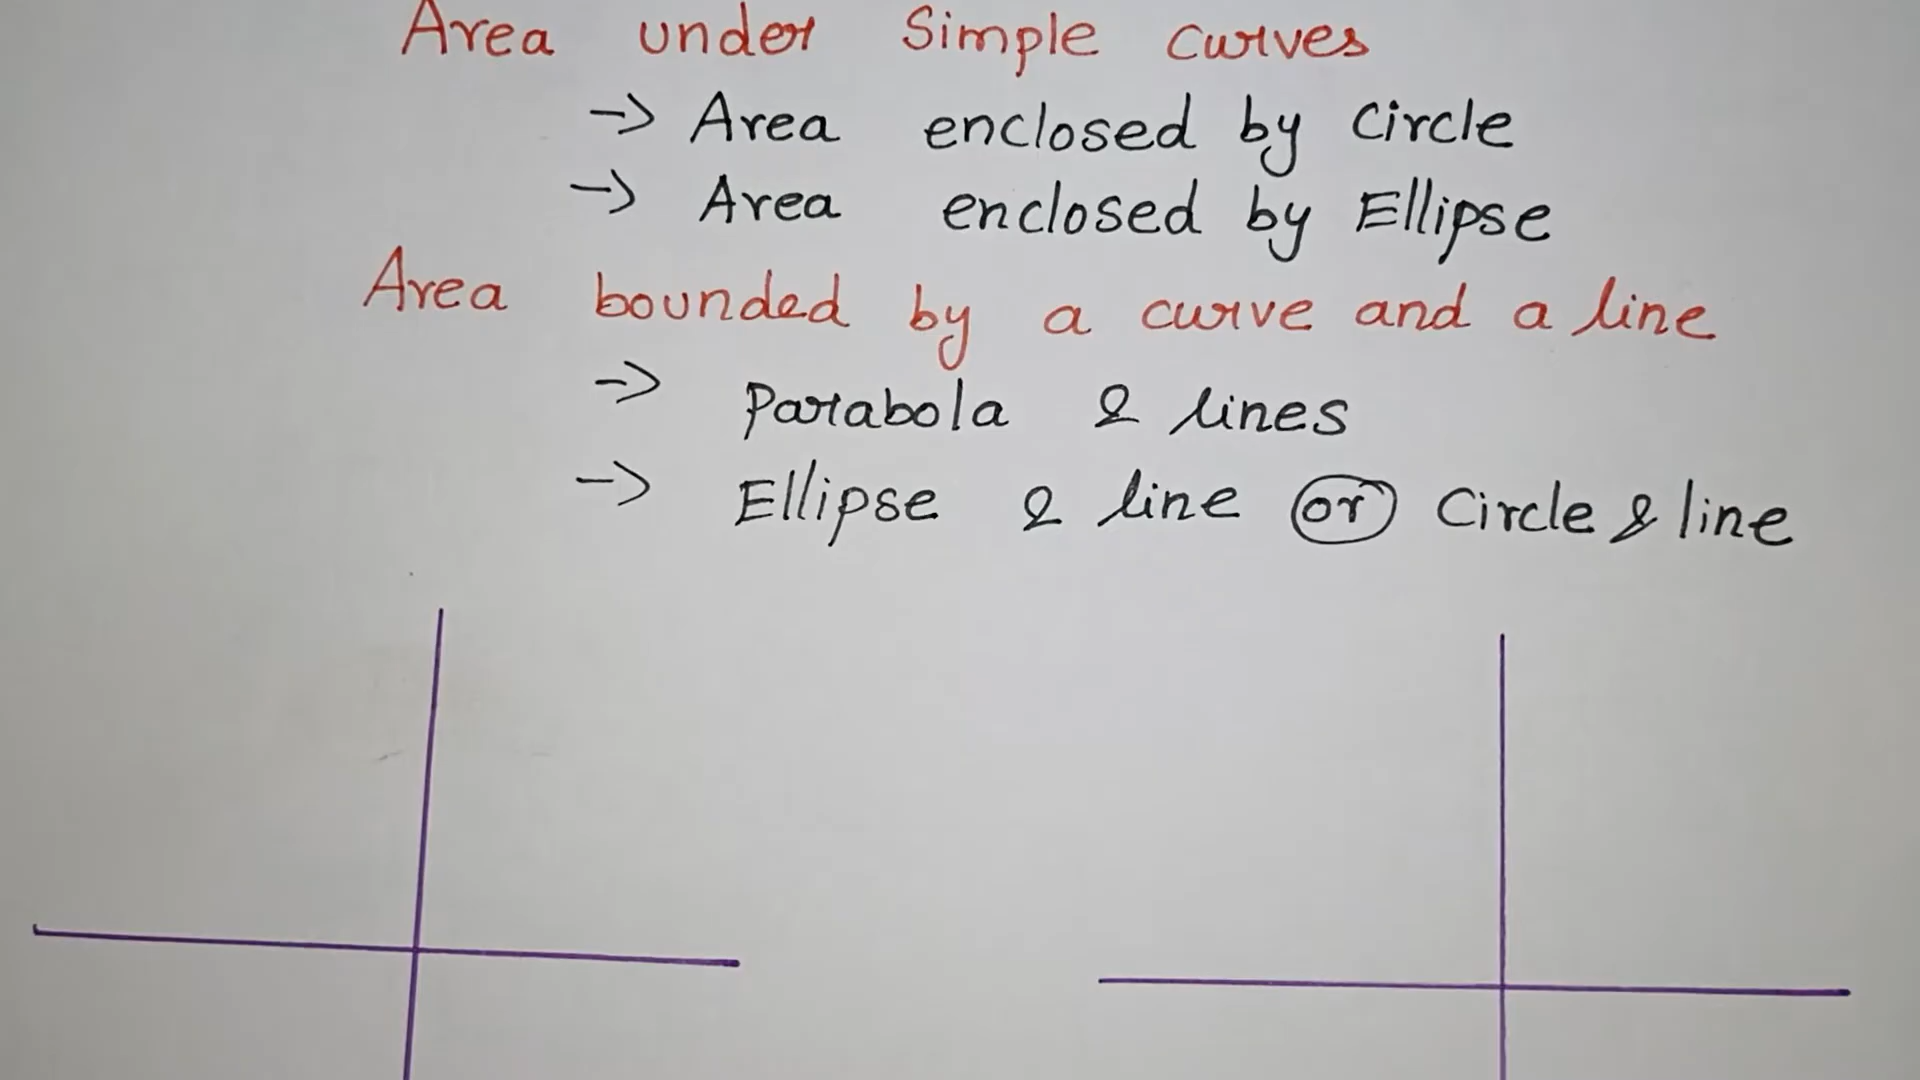 Area under Simple curves
-> Area enclosed by Circle
-> Area enclosed by Ellipse
Area bounded by a curve and a line
-> Parabola & lines
-> Ellipse & line or Circle & line